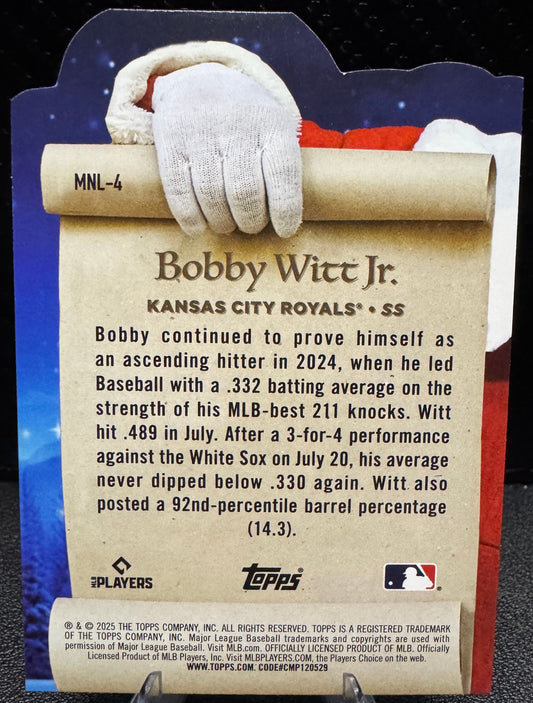 MNL-4
Bobby Witt Jr.
KANSAS CITY ROYALS® • SS
Bobby continued to prove himself as
an ascending hitter in 2024, when he led
Baseball with a .332 batting average on the
strength of his MLB-best 211 knocks. Witt
hit .489 in July. After a 3-for-4 performance
against the White Sox on July 20, his average
never dipped below .330 again. Witt also
posted a 92nd-percentile barrel percentage
(14.3).
MLB PLAYERS
TOPPS®
® & © 2025 THE TOPPS COMPANY, INC. ALL RIGHTS RESERVED. TOPPS IS A REGISTERED TRADEMARK
OF THE TOPPS COMPANY, INC. Major League Baseball trademarks and copyrights are used with
permission of Major League Baseball. Visit MLB.com. OFFICIALLY LICENSED PRODUCT OF MLB. Officially
Licensed Product of MLB Players, Inc. Visit MLBPLAYERS.COM, the Players Choice on the web.
WWW.TOPPS.COM. CODE#CMP120529